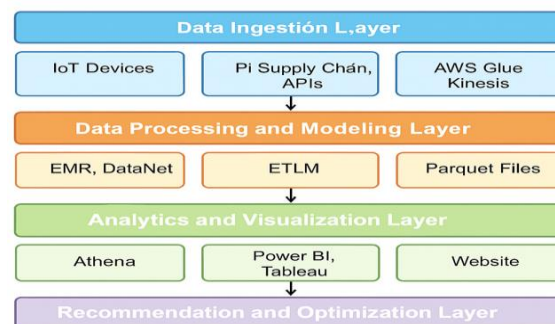 Data Ingestión L,ayer
IoT Devices
Pi Supply Chán,
APIs
AWS Glue
Kinesis
Data Processing and Modeling Layer
EMR, DataNet
ETLM
Parquet Files
Analytics and Visualization Layer
Athena
Power BI,
Tableau
Website
Recommendation and Optimization Layer